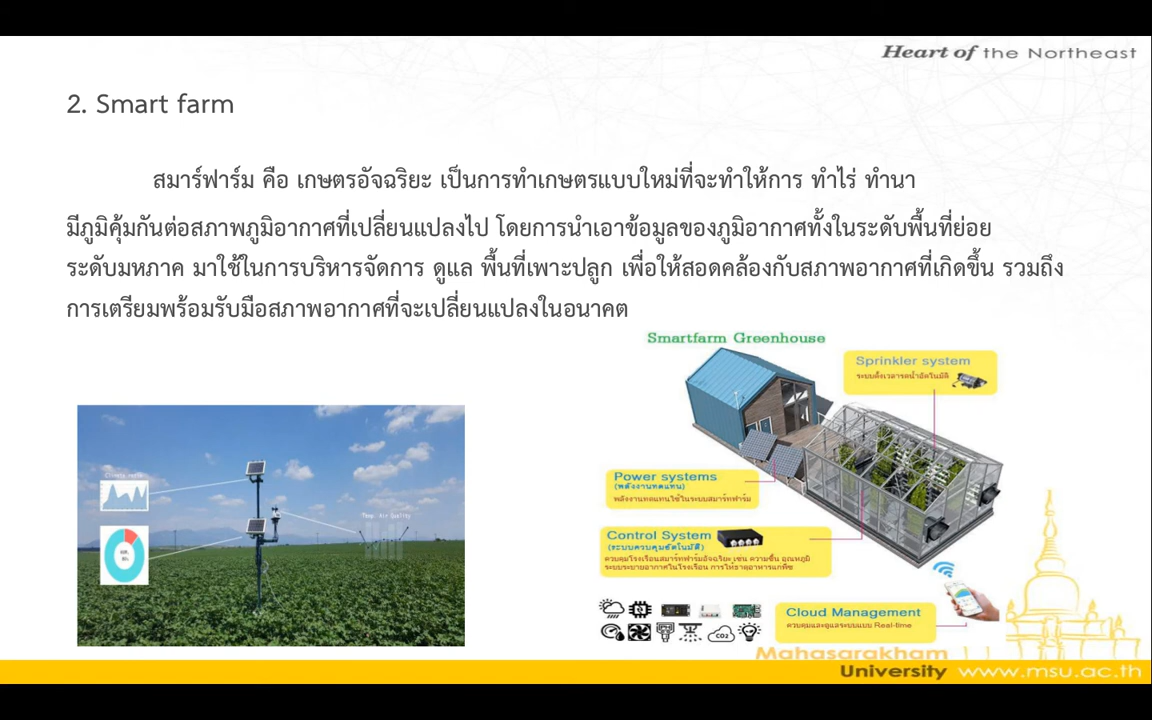 Heart of the Northeast
2. Smart farm
สมาร์ฟาร์ม คือ เกษตรอัจฉริยะ เป็นการทำเกษตรแบบใหม่ที่จะทำให้การ ทำไร่ ทำนา
มีภูมิคุ้มกันต่อสภาพภูมิอากาศที่เปลี่ยนแปลงไป โดยการนำเอาข้อมูลของภูมิอากาศทั้งในระดับพื้นที่ย่อย
ระดับมหภาค มาใช้ในการบริหารจัดการ ดูแล พื้นที่เพาะปลูก เพื่อให้สอดคล้องกับสภาพอากาศที่เกิดขึ้น รวมถึง
การเตรียมพร้อมรับมือสภาพอากาศที่จะเปลี่ยนแปลงในอนาคต
Smartfarm Greenhouse
Sprinkler system
ระบบตั้งเวลารดน้ำอัตโนมัติ
Power systems
(พลังงานทดแทน)
พลังงานทดแทนใช้ในระบบสมาร์ทฟาร์ม
Control System
(ระบบควบคุมอัตโนมัติ)
ควบคุมโรงเรือนสมาร์ทฟาร์มอัจฉริยะ เช่น ความชื้น อุณหภูมิ
ระบบระบายอากาศในโรงเรือน การให้ธาตุอาหารแก่พืช
Cloud Management
ควบคุมและดูแลระบบแบบ Real-time
CO2
Temp. Air Quality
Mahasarakham
University www.msu.ac.th